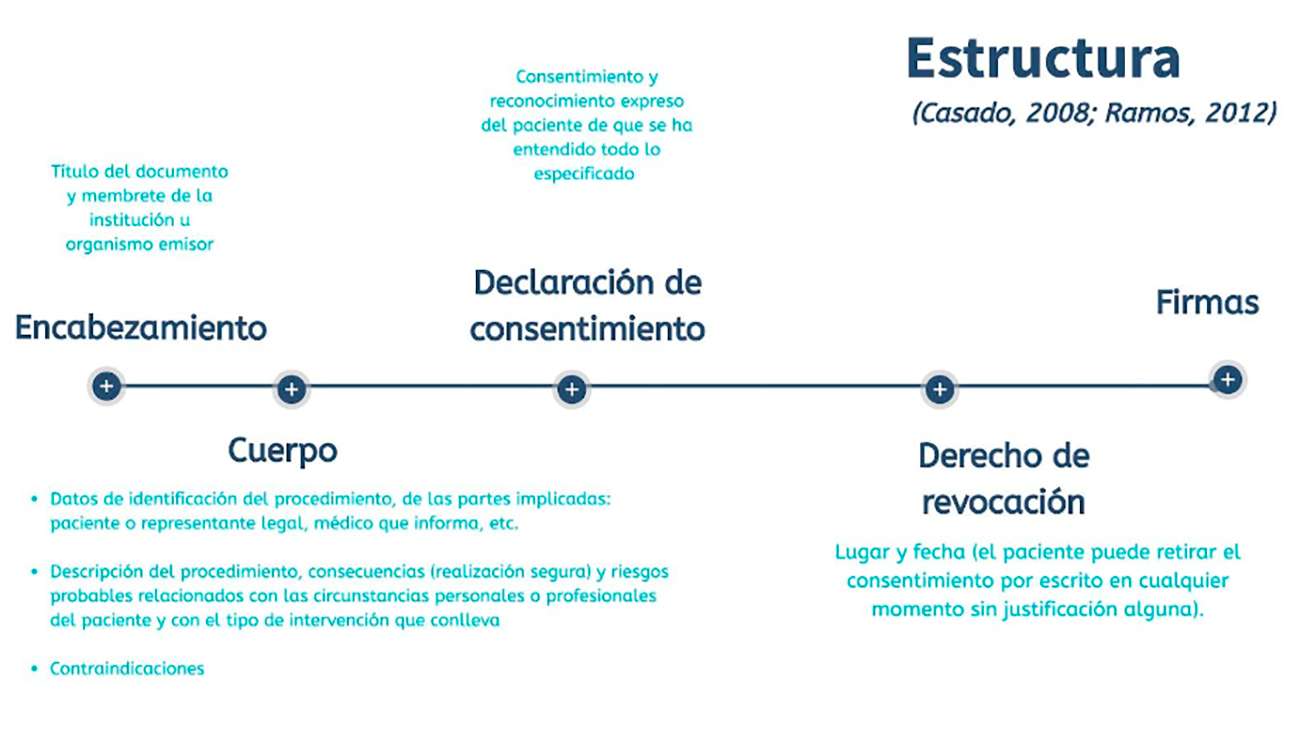 Estructura
(Casado, 2008; Ramos, 2012)
Título del documento
y membrete de la
institución u
organismo emisor
Encabezamiento
Cuerpo
• Datos de identificación del procedimiento, de las partes implicadas:
paciente o representante legal, médico que informa, etc.
• Descripción del procedimiento, consecuencias (realización segura) y riesgos
probables relacionados con las circunstancias personales o profesionales
del paciente y con el tipo de intervención que conlleva
• Contraindicaciones
Consentimiento y
reconocimiento expreso
del paciente de que se ha
entendido todo lo
especificado
Declaración de
consentimiento
Derecho de
revocación
Lugar y fecha (el paciente puede retirar el
consentimiento por escrito en cualquier
momento sin justificación alguna).
Firmas